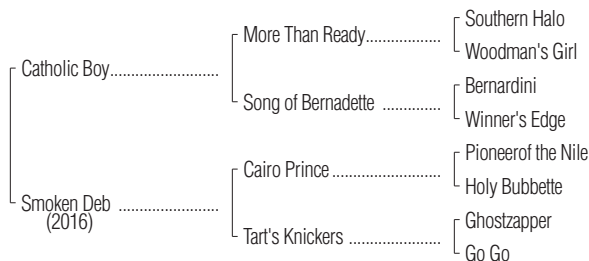 Southern Halo
More Than Ready..................
Woodman's Girl
Catholic Boy..........................
Bernardini
Song of Bernadette ..............
Winner's Edge
Pioneerof the Nile
Cairo Prince..........................
Holy Bubbette
Smoken Deb ........................
(2016)
Ghostzapper
Tart's Knickers ......................
Go Go